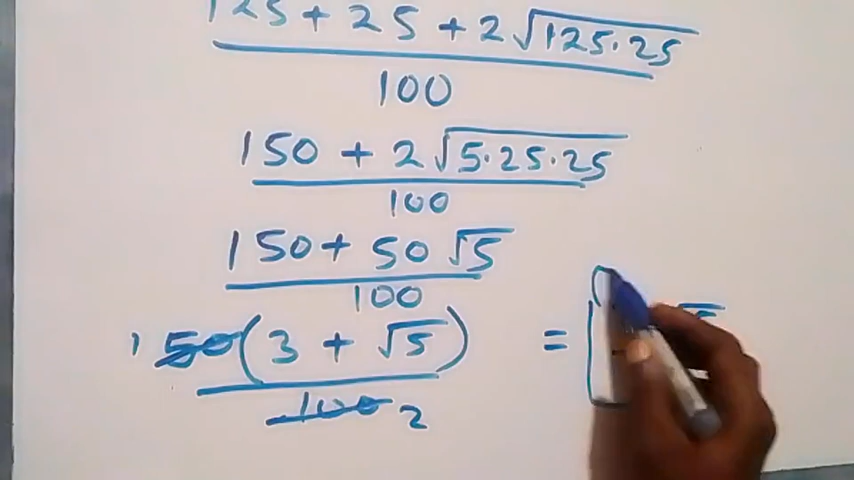 125 + 25 + 2√125·25
100
150 + 2√5·25·25
100
150 + 50√5
100
1 50(3 + √5) =
100 2